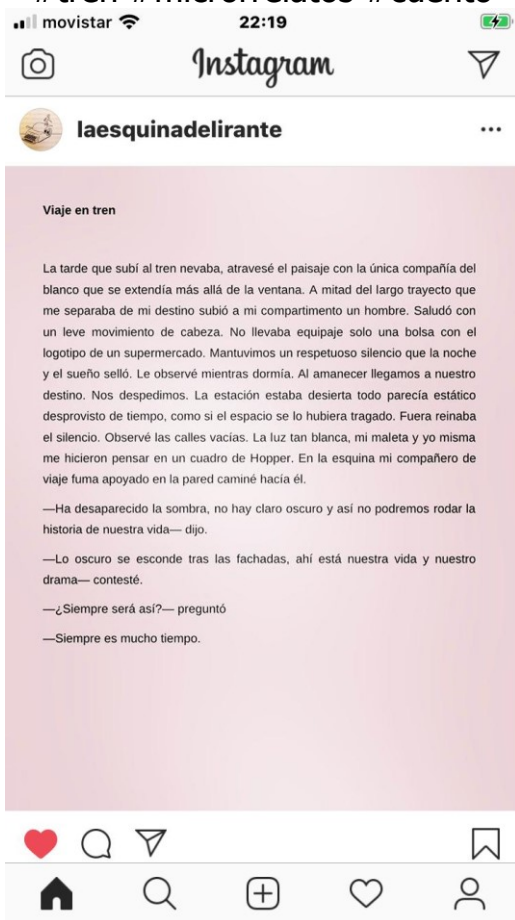 #tren #microrrelatos #cuento
movistar
22:19
Instagram
laesquinadelirante
Viaje en tren
La tarde que subí al tren nevaba, atravesé el paisaje con la única compañía del
blanco que se extendía más allá de la ventana. A mitad del largo trayecto que
me separaba de mi destino subió a mi compartimento un hombre. Saludó con
un leve movimiento de cabeza. No llevaba equipaje solo una bolsa con el
logotipo de un supermercado. Mantuvimos un respetuoso silencio que la noche
y el sueño selló. Le observé mientras dormía. Al amanecer llegamos a nuestro
destino. Nos despedimos. La estación estaba desierta todo parecía estático
desprovisto de tiempo, como si el espacio se lo hubiera tragado. Fuera reinaba
el silencio. Observé las calles vacías. La luz tan blanca, mi maleta y yo misma
me hicieron pensar en un cuadro de Hopper. En la esquina mi compañero de
viaje fuma apoyado en la pared caminé hacía él.
—Ha desaparecido la sombra, no hay claro oscuro y así no podremos rodar la
historia de nuestra vida— dijo.
—Lo oscuro se esconde tras las fachadas, ahí está nuestra vida y nuestro
drama— contesté.
—¿Siempre será así?— preguntó
—Siempre es mucho tiempo.